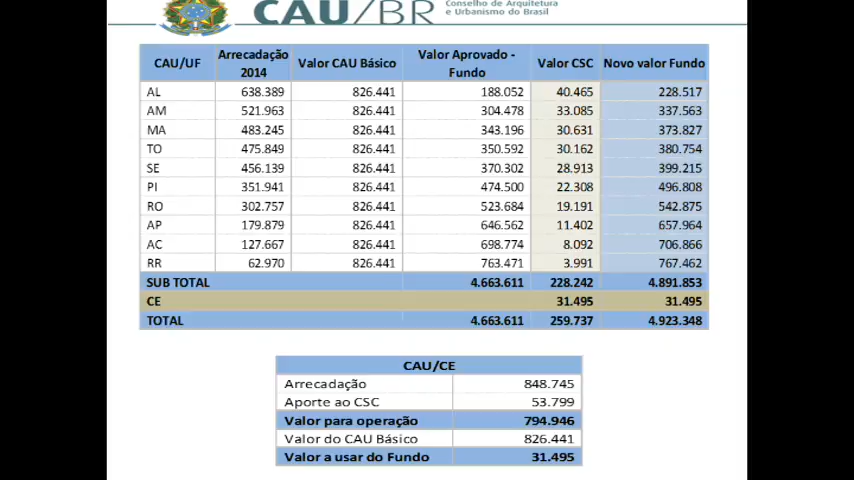 CAU/BR Conselho de Arquitetura
e Urbanismo do Brasil
CAU/UF Arrecadação 2014 Valor CAU Básico Valor Aprovado - Fundo Valor CSC Novo valor Fundo
AL 638.389 826.441 188.052 40.465 228.517
AM 521.963 826.441 304.478 33.085 337.563
MA 483.245 826.441 343.196 30.631 373.827
TO 475.849 826.441 350.592 30.162 380.754
SE 456.139 826.441 370.302 28.913 399.215
PI 351.941 826.441 474.500 22.308 496.808
RO 302.757 826.441 523.684 19.191 542.875
AP 179.879 826.441 646.562 11.402 657.964
AC 127.667 826.441 698.774 8.092 706.866
RR 62.970 826.441 763.471 3.991 767.462
SUB TOTAL 4.663.611 228.242 4.891.853
CE 31.495 31.495
TOTAL 4.663.611 259.737 4.923.348
CAU/CE
Arrecadação 848.745
Aporte ao CSC 53.799
Valor para operação 794.946
Valor do CAU Básico 826.441
Valor a usar do Fundo 31.495